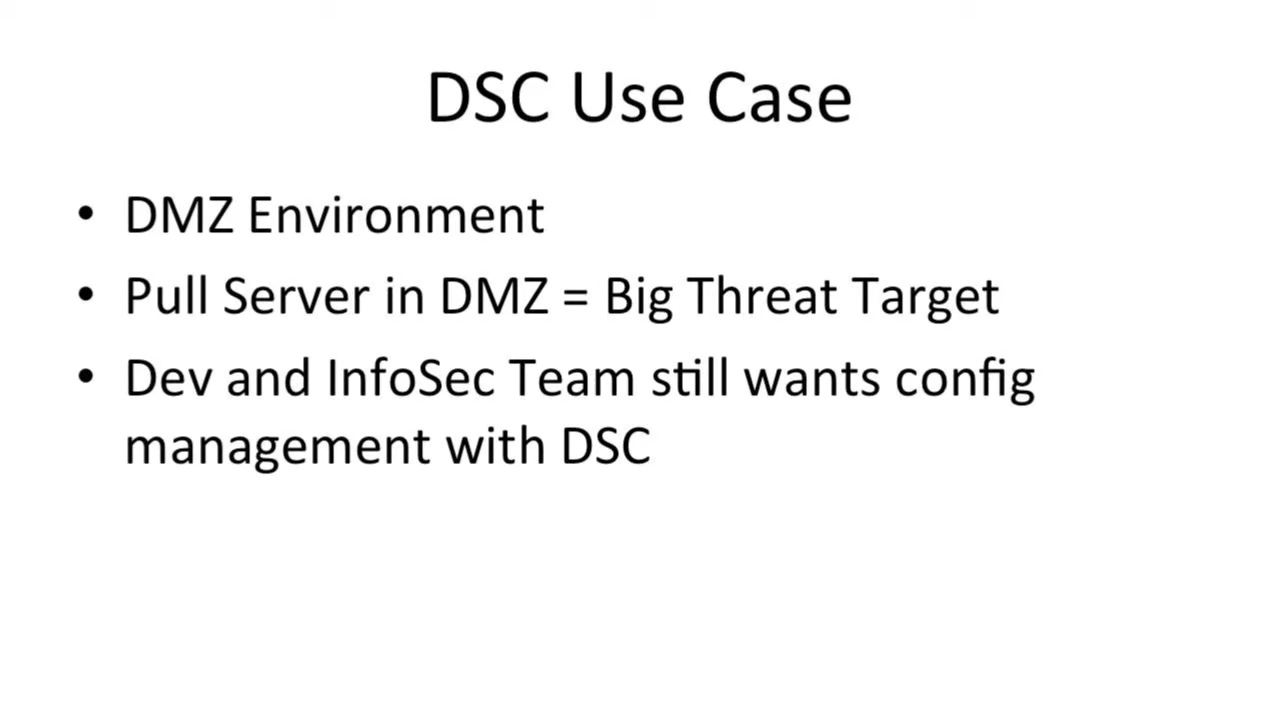 DSC Use Case
• DMZ Environment
• Pull Server in DMZ = Big Threat Target
• Dev and InfoSec Team still wants config
management with DSC